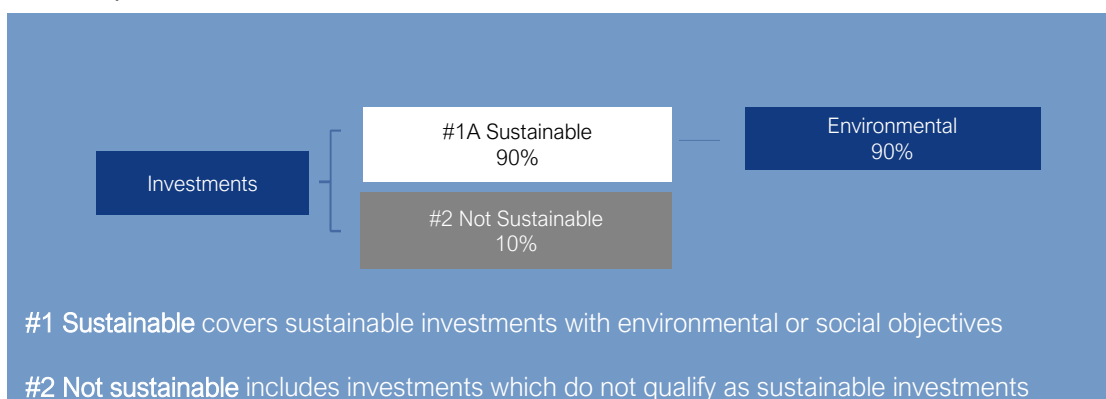 Investments
#1A Sustainable
90%
Environmental
90%
#2 Not Sustainable
10%
#1 Sustainable covers sustainable investments with environmental or social objectives
#2 Not sustainable includes investments which do not qualify as sustainable investments